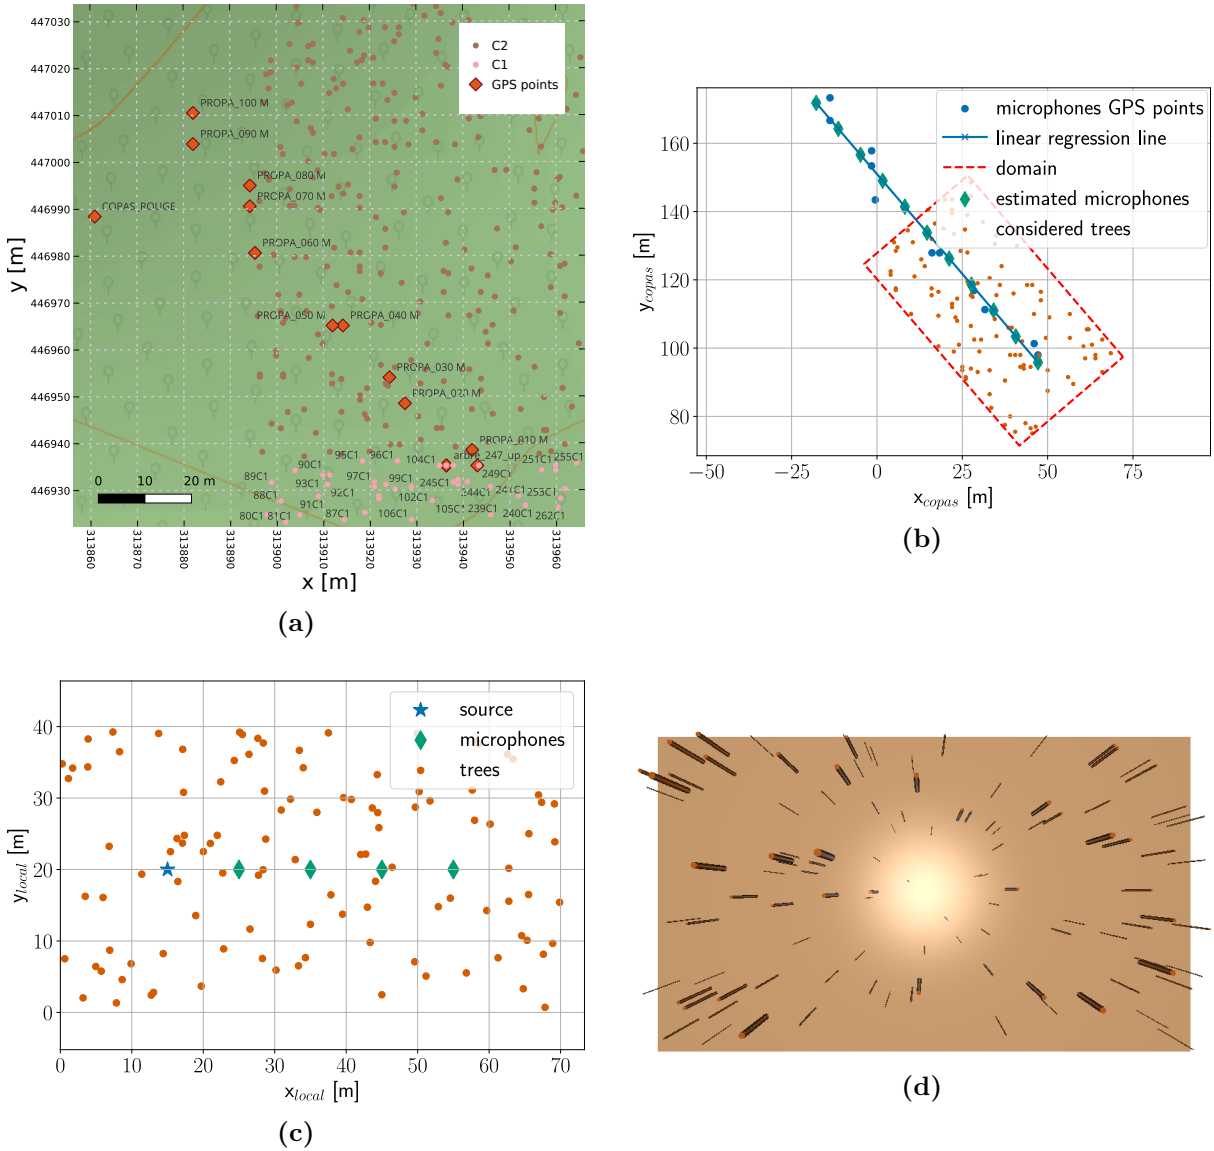 447030
447020
447010
447000
446990
446980
446970
446960
446950
446940
446930
y [m]
C2
C1
GPS points
PROPA_100 M
PROPA_090 M
PROPA_080 M
PROPA_070 M
COPAS_ROUGE
PROPA_060 M
PROPA_050 M
PROPA_040 M
PROPA_030 M
PROPA_020 M
PROPA_010 M
95C1
96C1
arbre_247_up
90C1
104C1
251C1
255C1
89C1
93C1
97C1
99C1
245C1
249C1
92C1
88C1
91C1
102C1
344C1
241C1
253C1
80C1
81C1
87C1
106C1
105C1
239C1
240C1
262C1
0
10
20 m
313860
313870
313880
313890
313900
313910
313920
313930
313940
313950
313960
x [m]
(a)
160
140
120
100
80
y_copas [m]
microphones GPS points
linear regression line
domain
estimated microphones
considered trees
−50
−25
0
25
50
75
x_copas [m]
(b)
40
30
20
10
0
y_local [m]
source
microphones
trees
0
10
20
30
40
50
60
70
x_local [m]
(c)
(d)